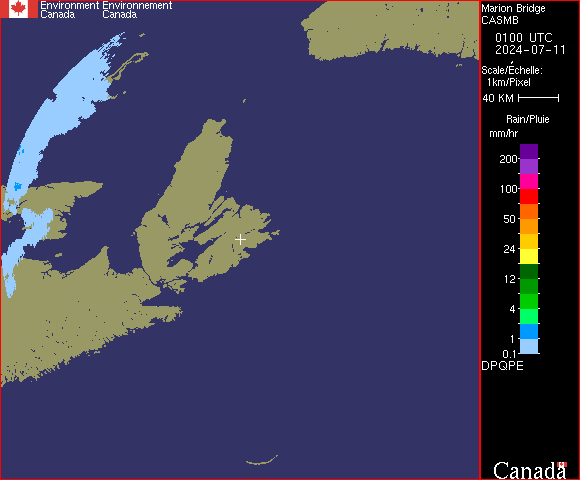 Environment Environnement
Canada Canada
Marion Bridge
CASMB
0100 UTC
2024-07-11
Scale/Échelle:
1km/Pixel
40 KM
Rain/Pluie
mm/hr
200
100
50
24
12
4
1
0.1
DPQPE
Canada